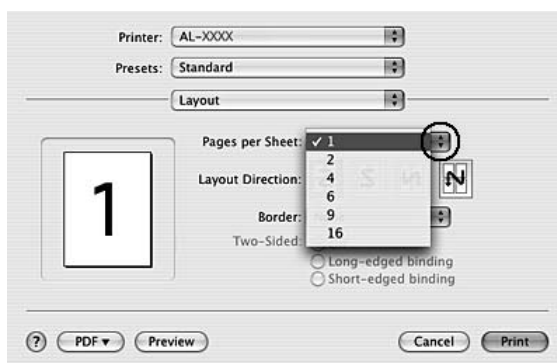 Printer: AL-XXXX
Presets: Standard
Layout
Pages per Sheet: ✓ 1
2
Layout Direction: 4
6
Border: 9
16
Two-Sided:
Long-edged binding
Short-edged binding
1
? PDF ▼ Preview Cancel Print